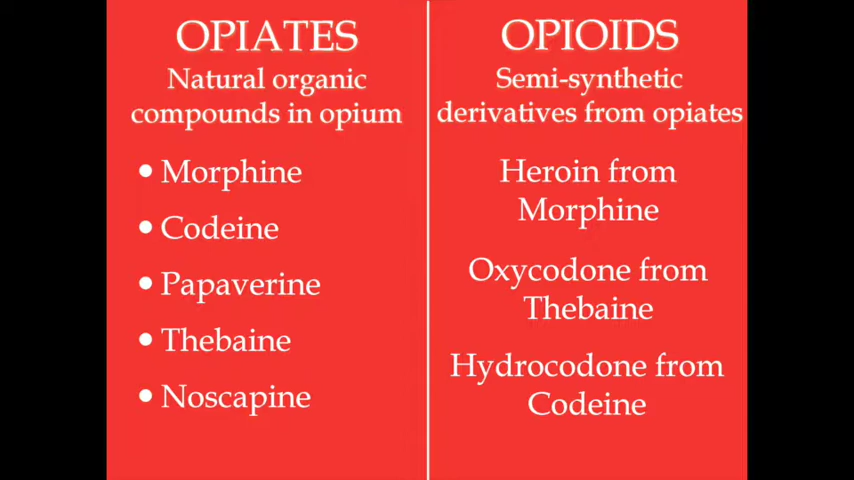 OPIATES
Natural organic
compounds in opium
• Morphine
• Codeine
• Papaverine
• Thebaine
• Noscapine
OPIOIDS
Semi-synthetic
derivatives from opiates
Heroin from
Morphine
Oxycodone from
Thebaine
Hydrocodone from
Codeine